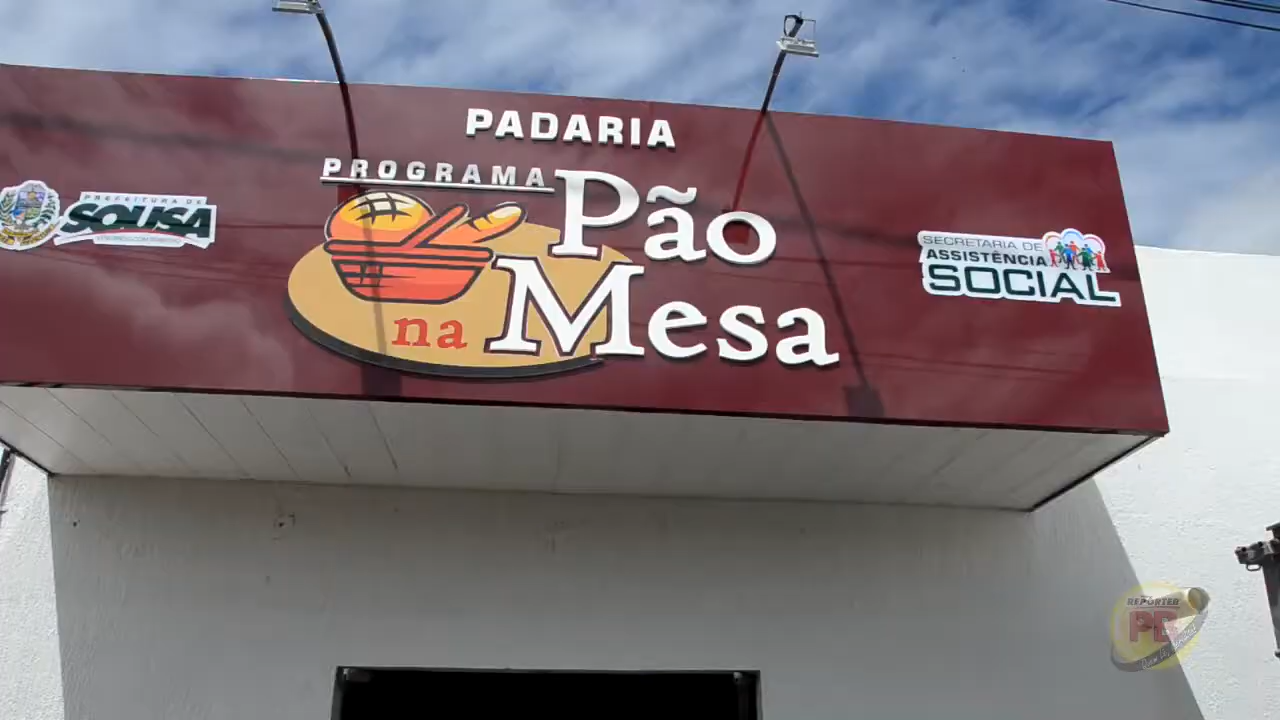 PADARIA
PROGRAMA
Pão
na Mesa
PREFEITURA DE
SOUSA
SECRETARIA DE
ASSISTÊNCIA
SOCIAL
REPÓRTER
PB